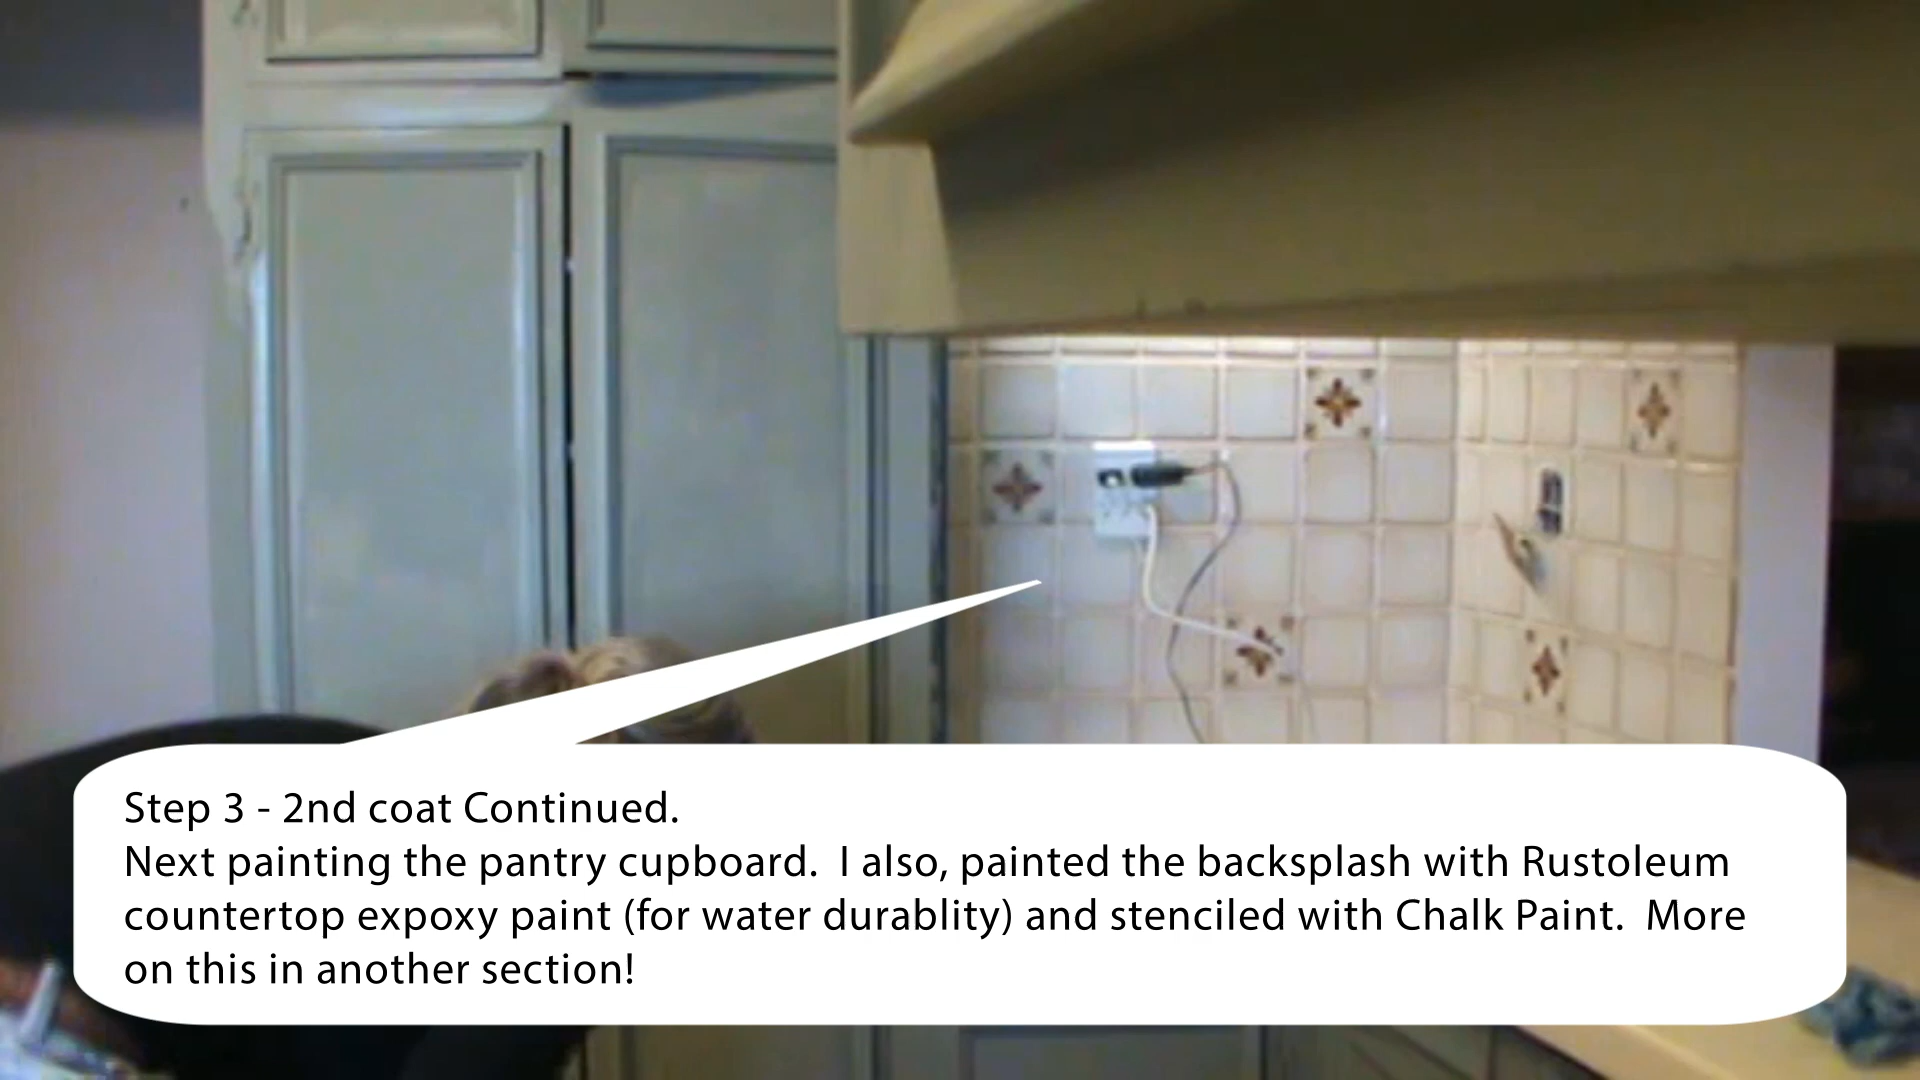 Step 3 - 2nd coat Continued.
Next painting the pantry cupboard.  I also, painted the backsplash with Rustoleum
countertop expoxy paint (for water durablity) and stenciled with Chalk Paint.  More
on this in another section!